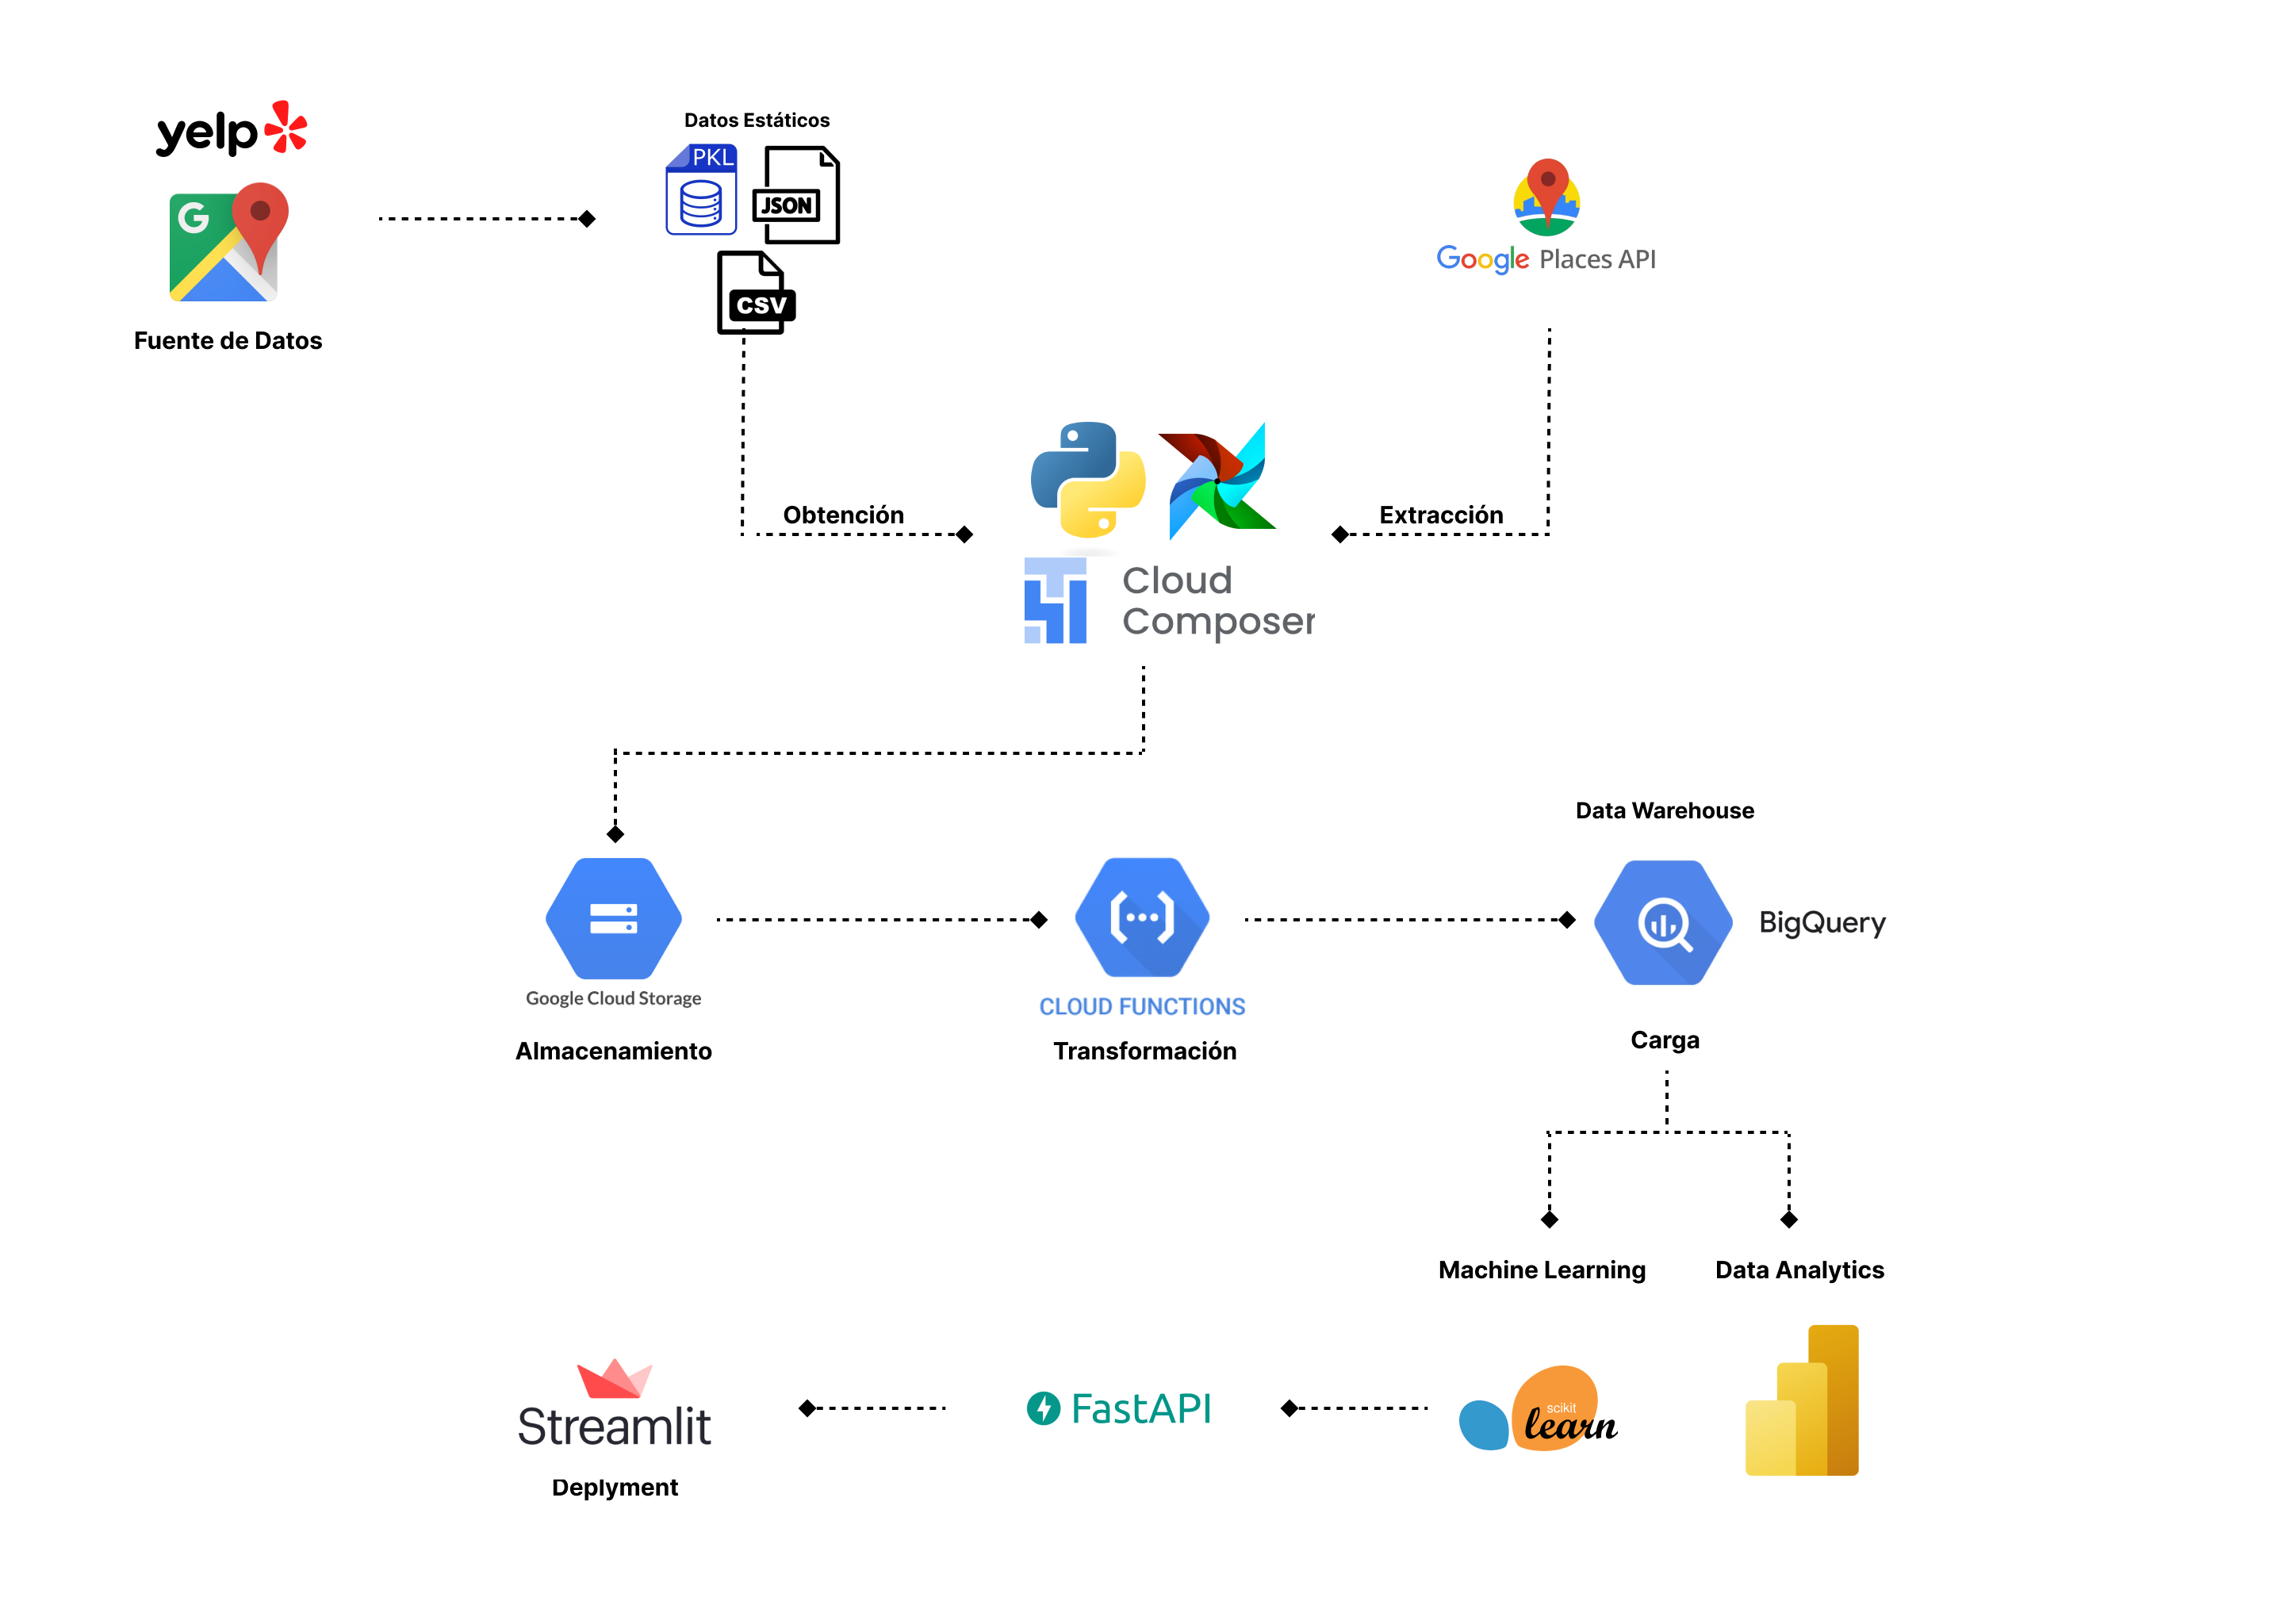 yelp
G
Fuente de Datos
Datos Estáticos
PKL
JSON
CSV
Google Places API
Obtención
Extracción
Cloud
Composer
Data Warehouse
BigQuery
Google Cloud Storage
CLOUD FUNCTIONS
Almacenamiento
Transformación
Carga
Machine Learning
Data Analytics
Streamlit
Deplyment
FastAPI
scikit
learn